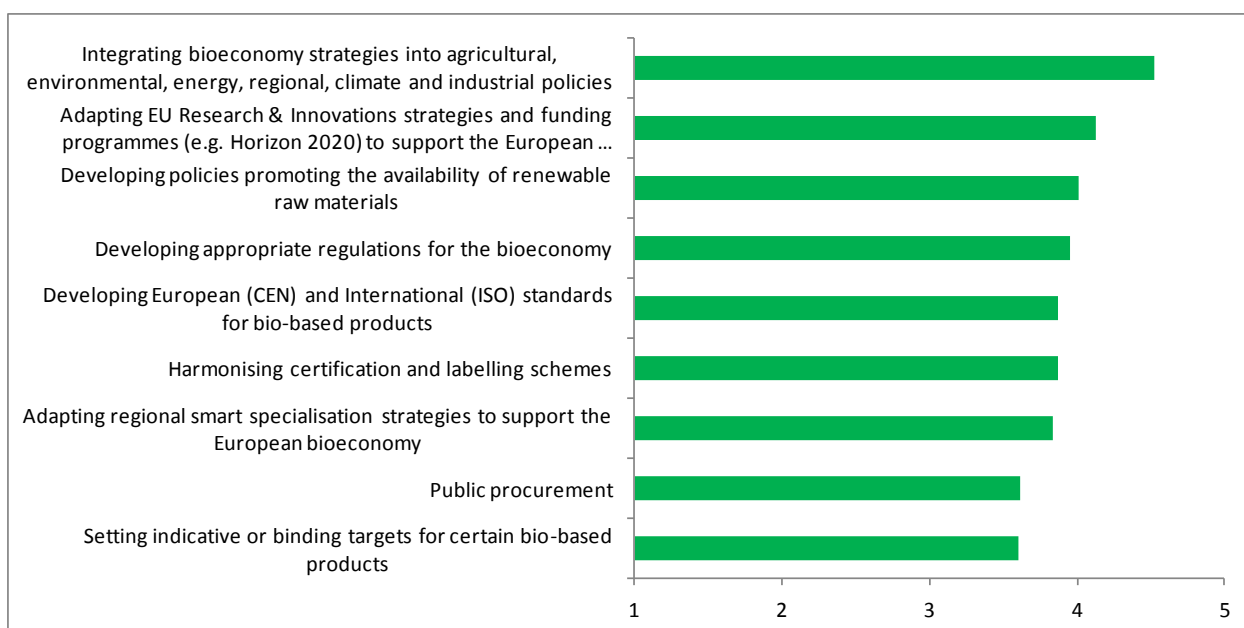 Integrating bioeconomy strategies into agricultural,
environmental, energy, regional, climate and industrial policies
Adapting EU Research & Innovations strategies and funding
programmes (e.g. Horizon 2020) to support the European ...
Developing policies promoting the availability of renewable
raw materials
Developing appropriate regulations for the bioeconomy
Developing European (CEN) and International (ISO) standards
for bio-based products
Harmonising certification and labelling schemes
Adapting regional smart specialisation strategies to support the
European bioeconomy
Public procurement
Setting indicative or binding targets for certain bio-based
products
1 2 3 4 5